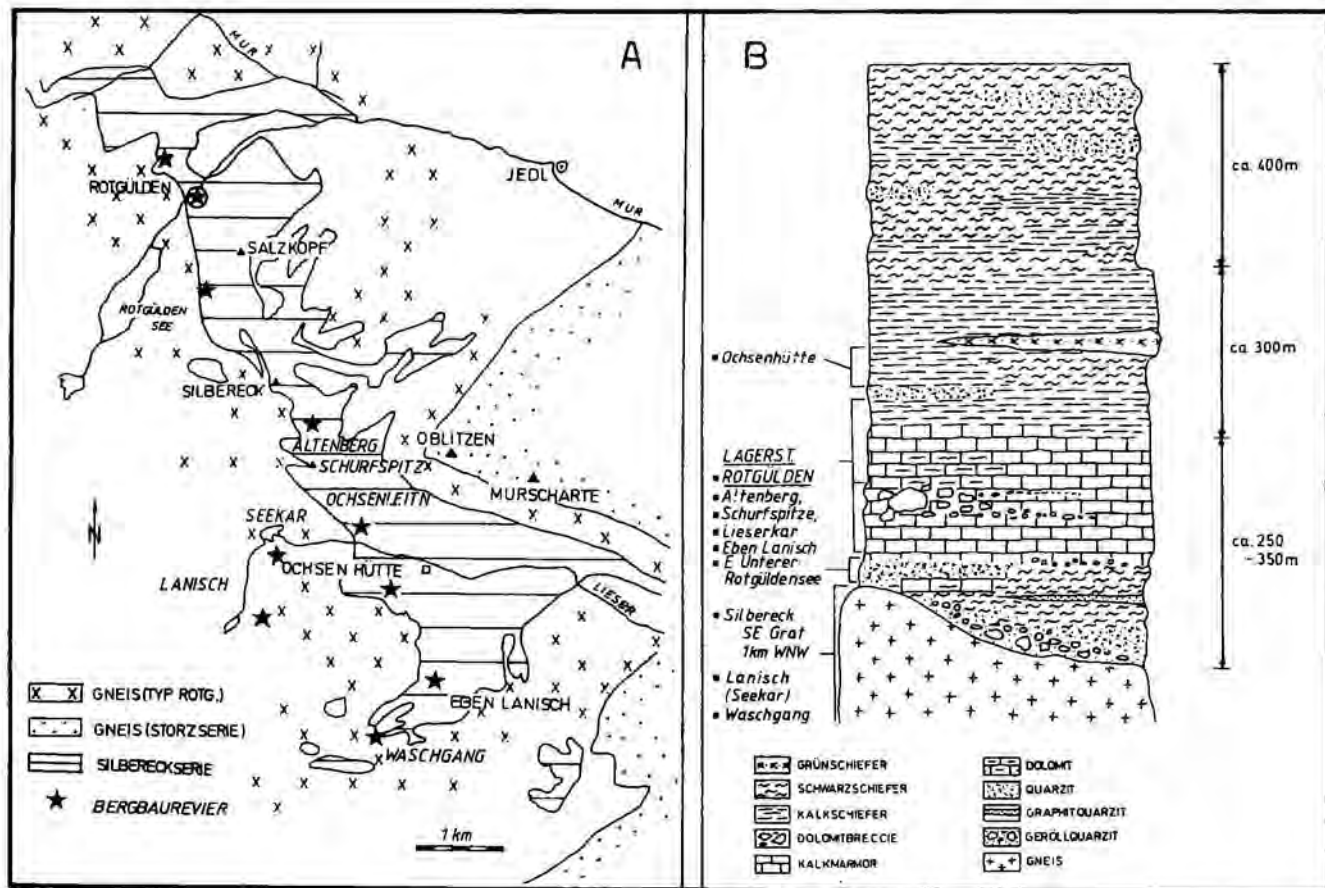 A
MUR
ROTGÜLDEN
JEDL
MUR
SALZKOPF
ROTGÜLDEN
SEE
SILBERECK
ALTENBERG
OBLITZEN
SCHURFSPITZ
MURSCHARTE
OCHSENLEITN
SEEKAR
LANISCH
OCHSEN HÜTTE
LIESER
EBEN LANISCH
WASCHGANG
N
GNEIS (TYP ROTG.)
GNEIS (STORZ SERIE)
SILBERECKSERIE
BERGBAUREVIER
1 km
B
ca. 400m
ca. 300m
ca. 250
-350m
Ochsenhütte
LAGERST.
ROTGÜLDEN
Altenberg,
Schurfspitze,
Lieserkar
Eben Lanisch
E Unterer
Rotgüldensee
Silbereck
SE Grat
1km WNW
Lanisch
(Seekar)
Waschgang
GRÜNSCHIEFER
SCHWARZSCHIEFER
KALKSCHIEFER
DOLOMITBRECCIE
KALKMARMOR
DOLOMIT
QUARZIT
GRAPHITQUARZIT
GERÖLLQUARZIT
GNEIS